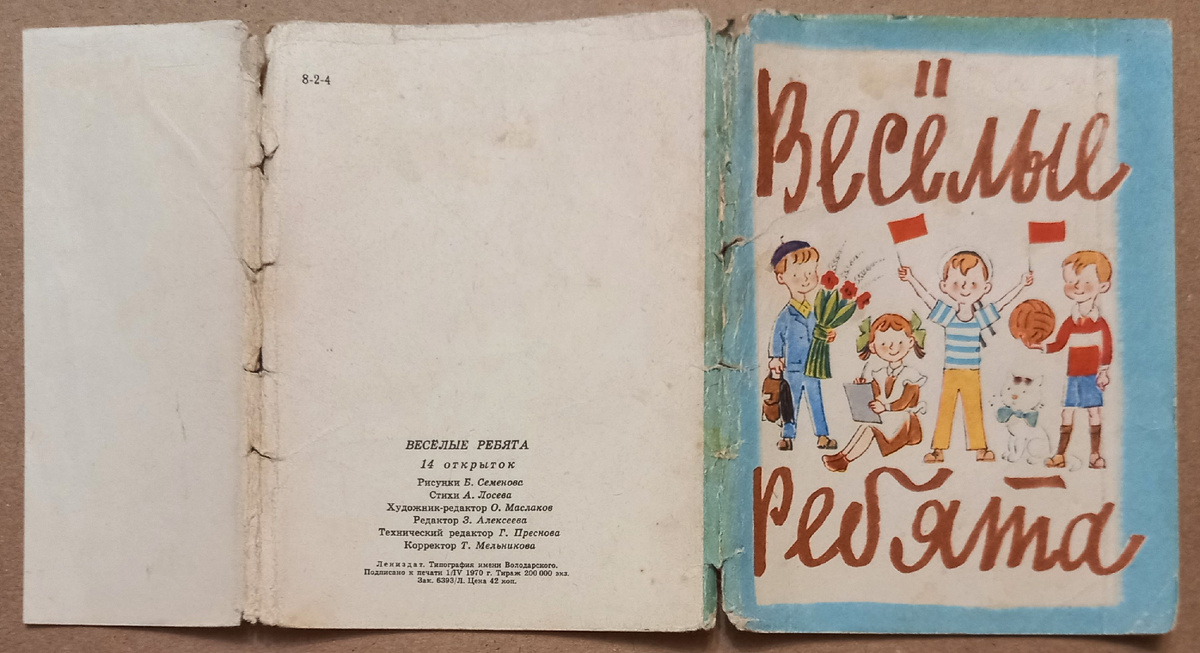 8-2-4
ВЕСЁЛЫЕ РЕБЯТА
14 открыток
Рисунки Б. Семенова
Стихи А. Лосева
Художник-редактор О. Маслаков
Редактор З. Алексеева
Технический редактор Г. Преснова
Корректор Т. Мельникова
Лениздат. Типография имени Володарского.
Подписано к печати 1/IV 1970 г. Тираж 200 000 экз.
Зак. 6393/Л. Цена 42 коп.
Весёлые
ребята